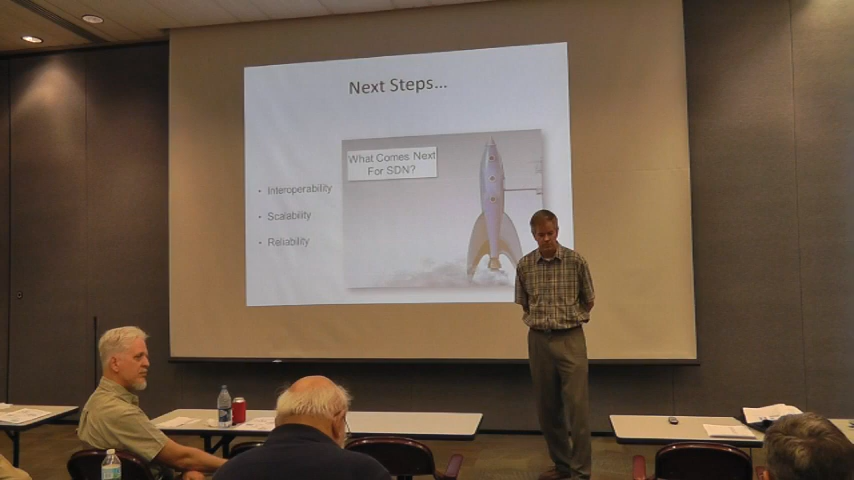 Next Steps...
What Comes Next
For SDN?
• Interoperability
• Scalability
• Reliability